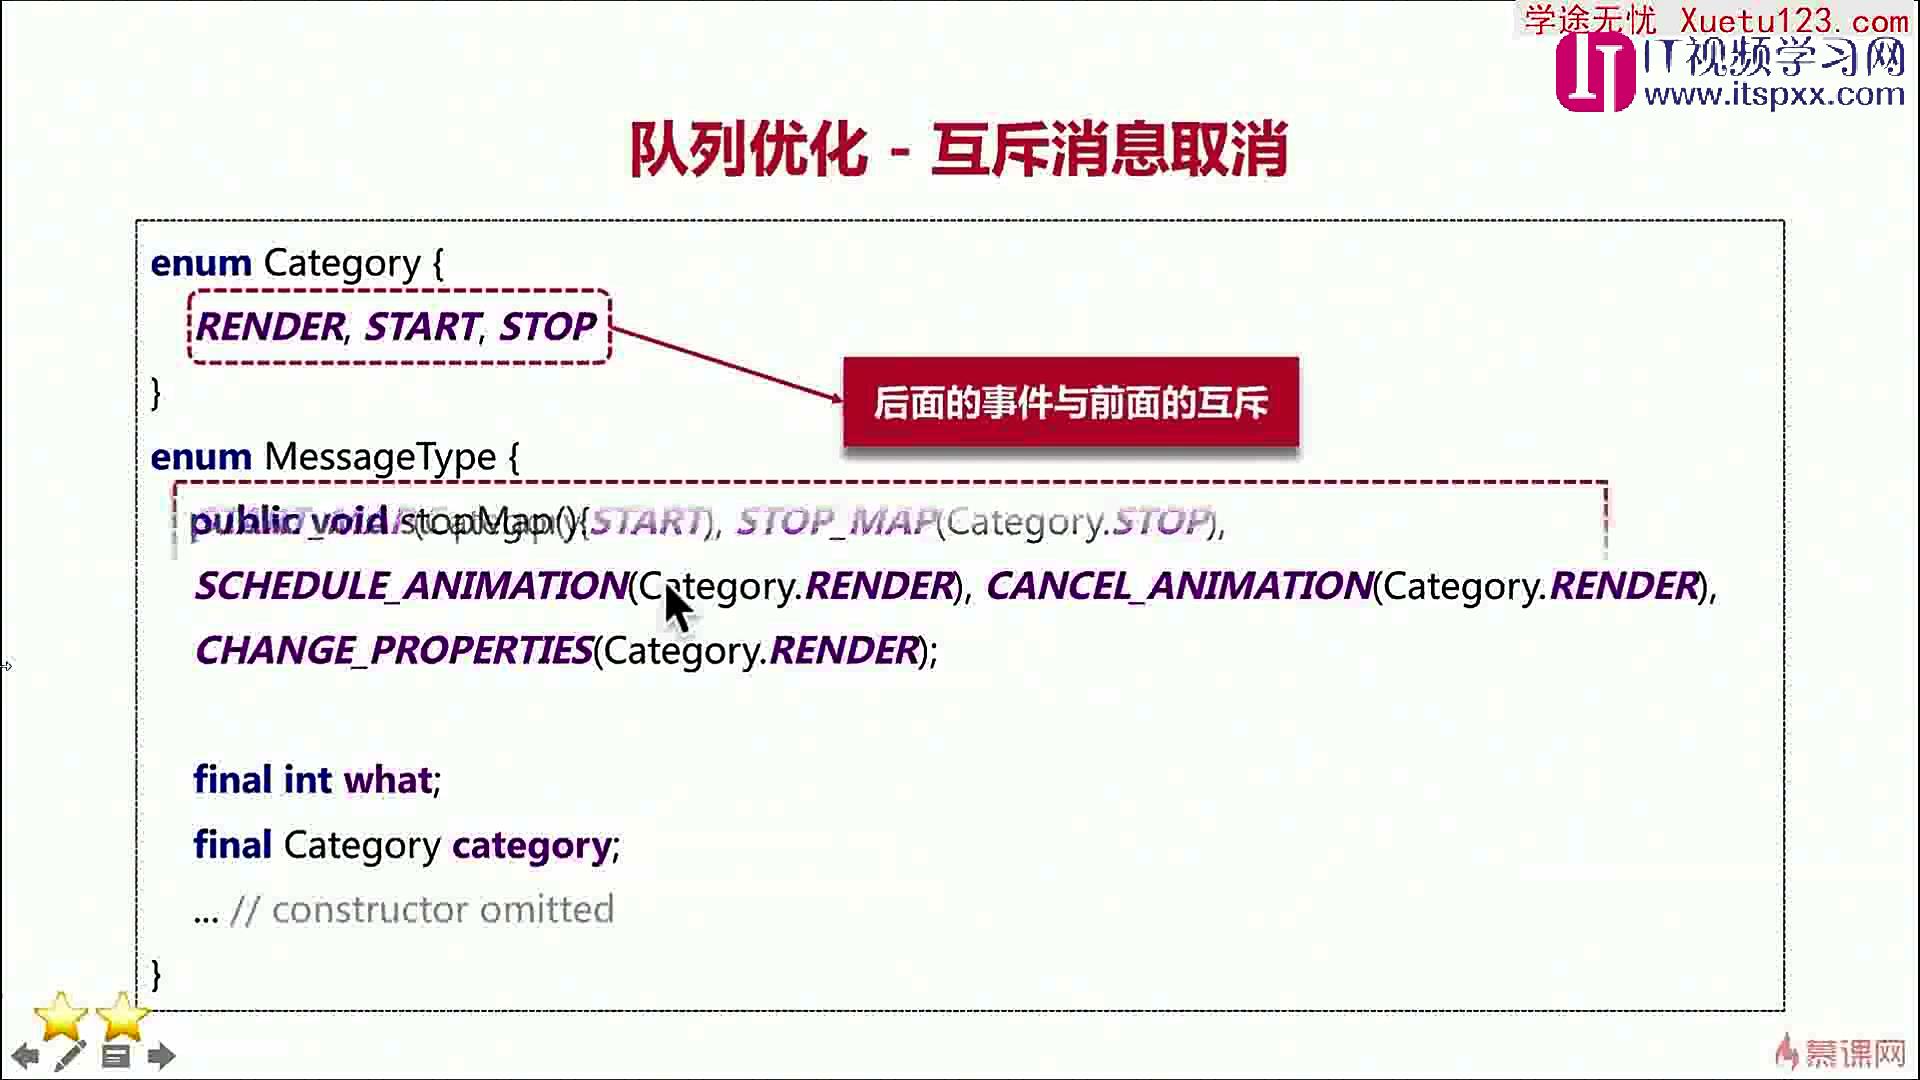 学途无忧 Xuetu123.com
IT视频学习网
www.itspxx.com
队列优化 - 互斥消息取消
enum Category {
RENDER, START, STOP
}
后面的事件与前面的互斥
enum MessageType {
public void stopMap(){
(Category.START), STOP_MAP(Category.STOP),
SCHEDULE_ANIMATION(Category.RENDER), CANCEL_ANIMATION(Category.RENDER),
CHANGE_PROPERTIES(Category.RENDER);
final int what;
final Category category;
... // constructor omitted
}
慕课网